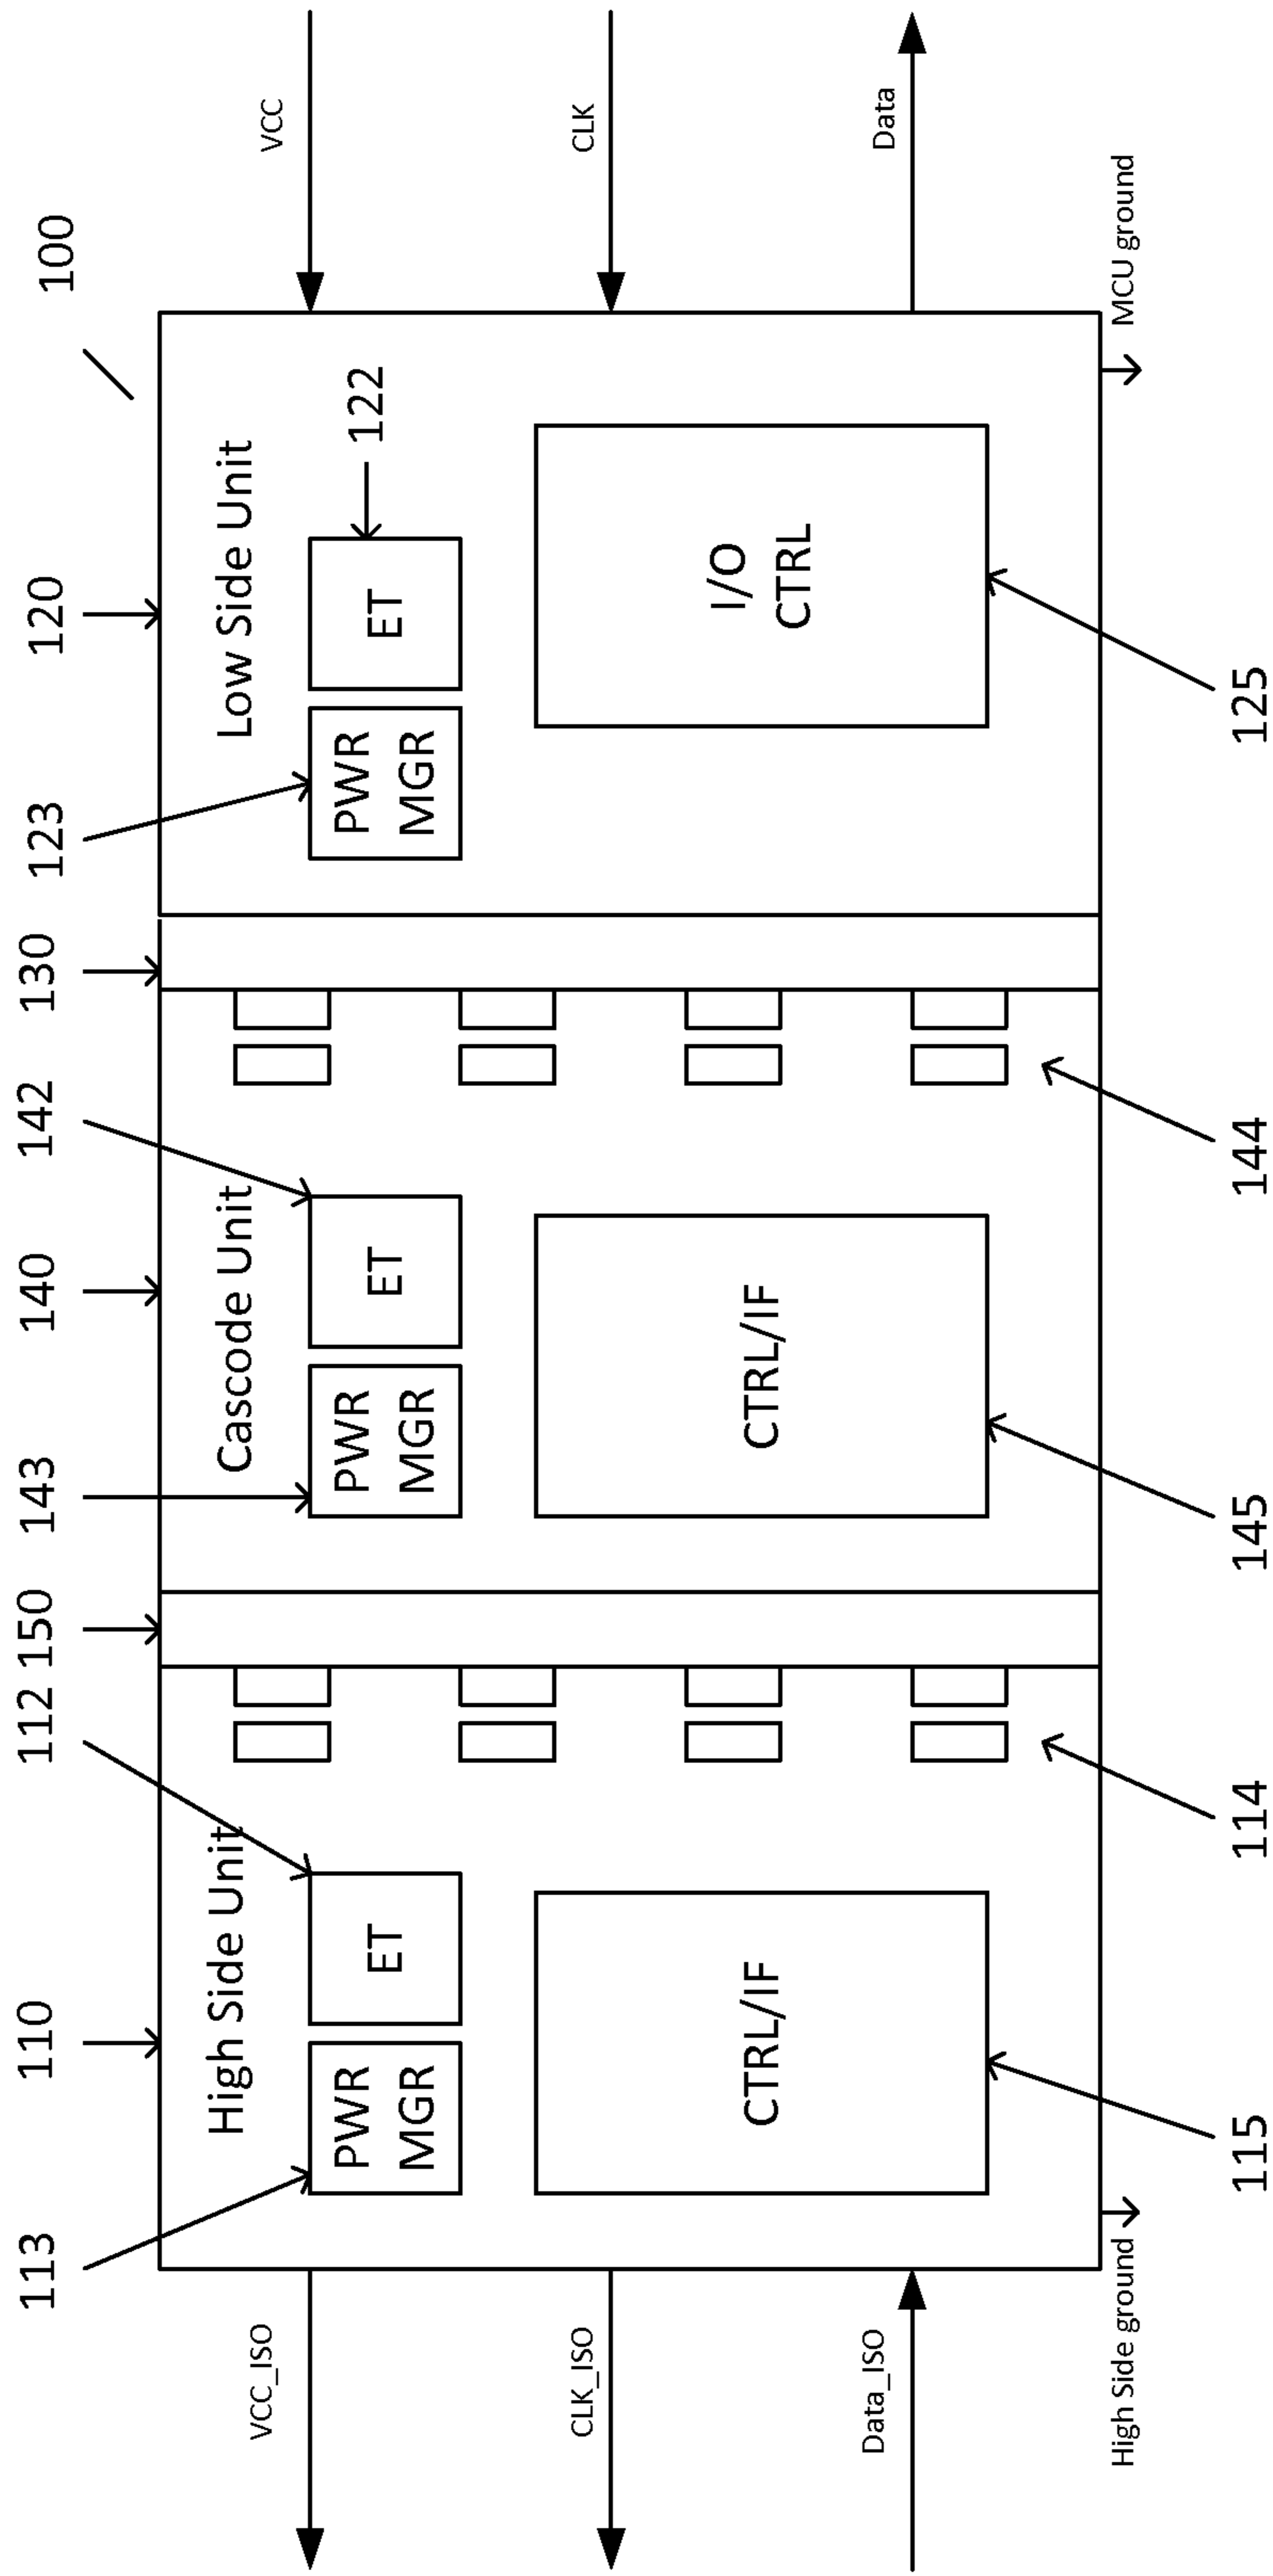 100
113
110
112
150
143
140
142
130
123
120
High Side Unit
Cascode Unit
Low Side Unit
VCC_ISO
PWR
MGR
ET
PWR
MGR
ET
PWR
MGR
ET
122
VCC
CLK_ISO
CTRL/IF
CTRL/IF
I/O
CTRL
CLK
Data_ISO
Data
High Side ground
MCU ground
115
114
145
144
125